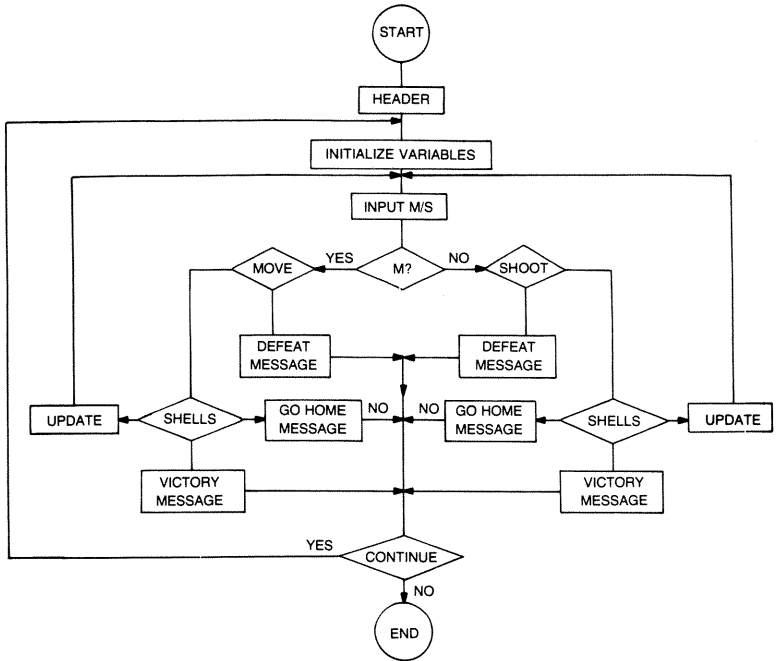 START
HEADER
INITIALIZE VARIABLES
INPUT M/S
MOVE
YES
M?
NO
SHOOT
DEFEAT
MESSAGE
DEFEAT
MESSAGE
UPDATE
SHELLS
GO HOME
MESSAGE
NO
NO
GO HOME
MESSAGE
SHELLS
UPDATE
VICTORY
MESSAGE
VICTORY
MESSAGE
YES
CONTINUE
NO
END